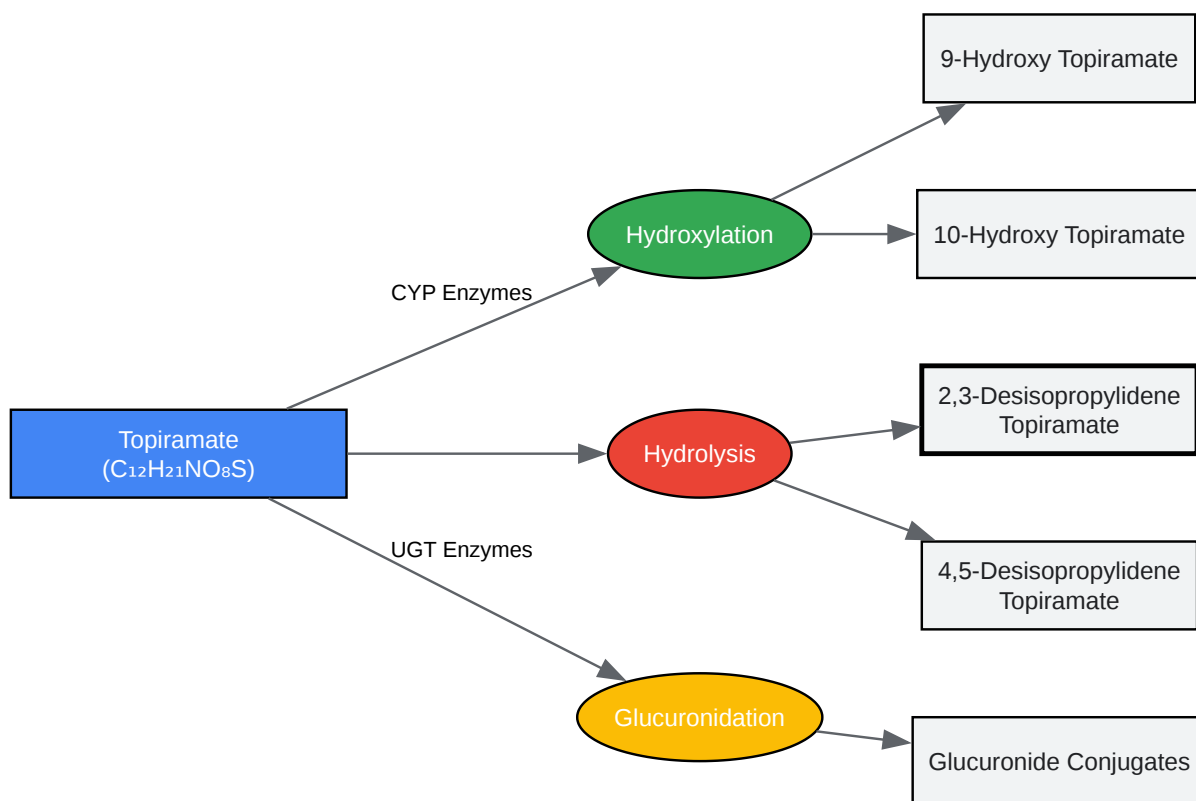 9-Hydroxy Topiramate
Hydroxylation
10-Hydroxy Topiramate
CYP Enzymes
2,3-Desisopropylidene
Topiramate
Topiramate
(C₁₂H₂₁NO₈S)
Hydrolysis
UGT Enzymes
4,5-Desisopropylidene
Topiramate
Glucuronidation
Glucuronide Conjugates